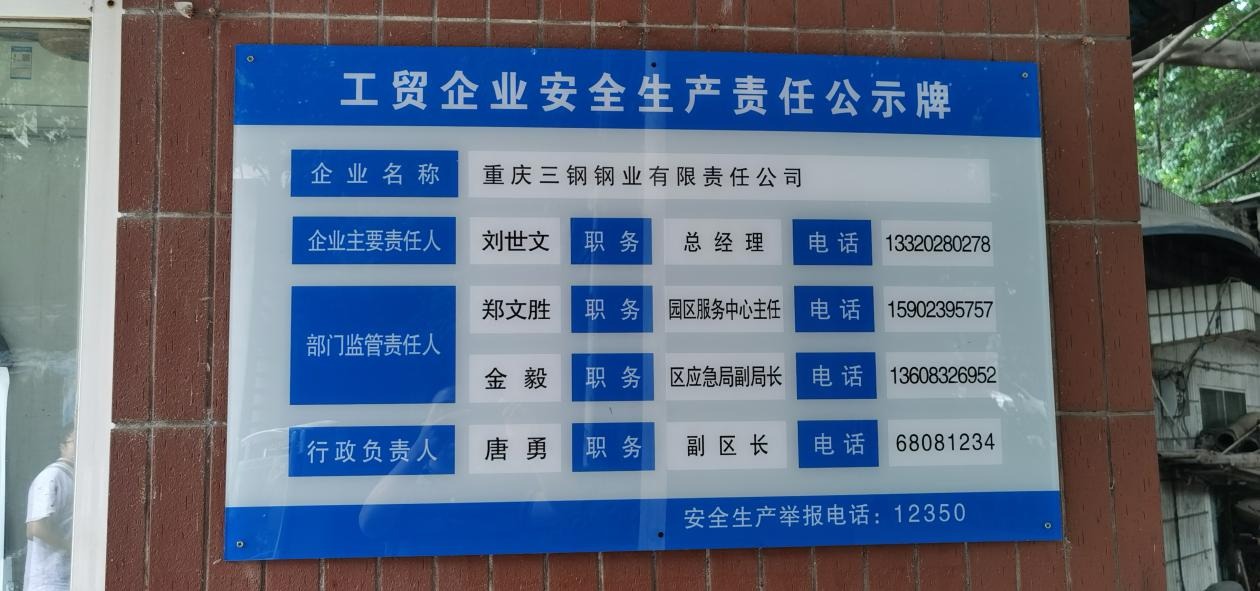 工贸企业安全生产责任公示牌
企业名称 重庆三钢钢业有限责任公司
企业主要责任人 刘世文 职务 总经理 电话 13320280278
部门监管责任人 郑文胜 职务 园区服务中心主任 电话 15902395757
金毅 职务 区应急局副局长 电话 13608326952
行政负责人 唐勇 职务 副区长 电话 68081234
安全生产举报电话：12350